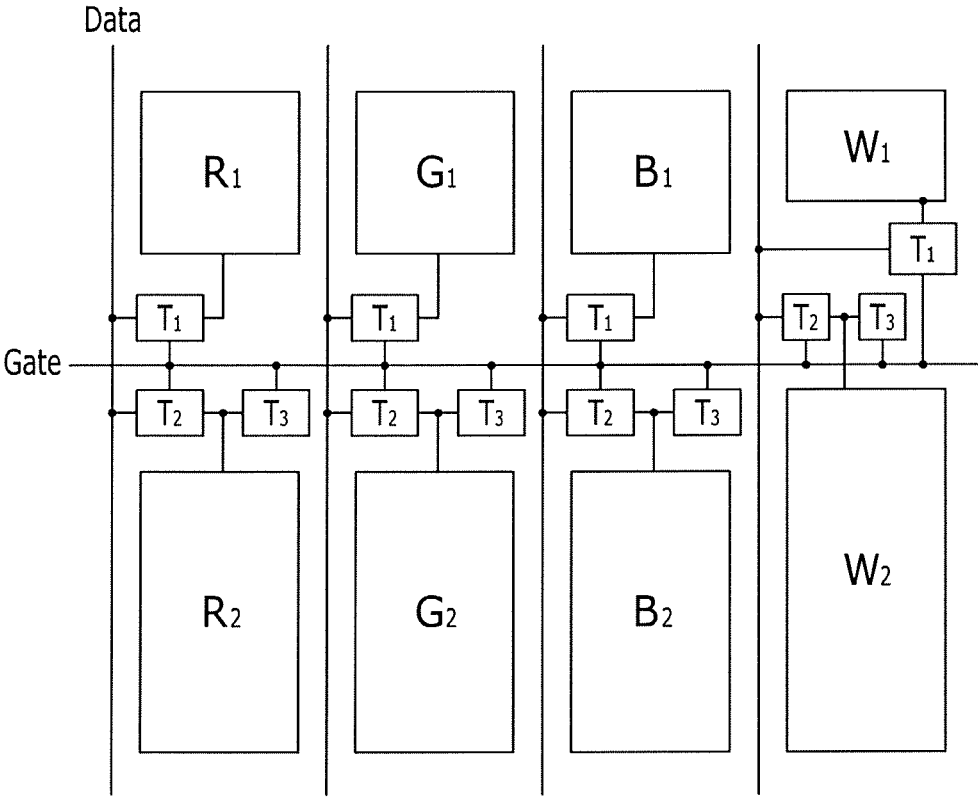 Data
R₁ G₁ B₁ W₁
T₁
T₁ T₁ T₁ T₂ T₃
Gate
T₂ T₃ T₂ T₃ T₂ T₃
R₂ G₂ B₂ W₂